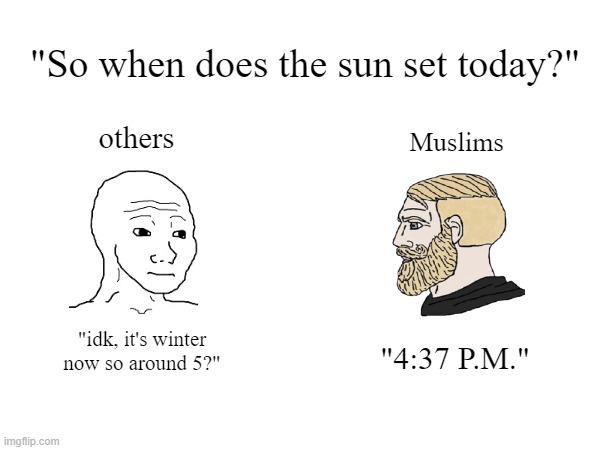 "So when does the sun set today?"
others
Muslims
"idk, it's winter
now so around 5?"
"4:37 P.M."
imgflip.com